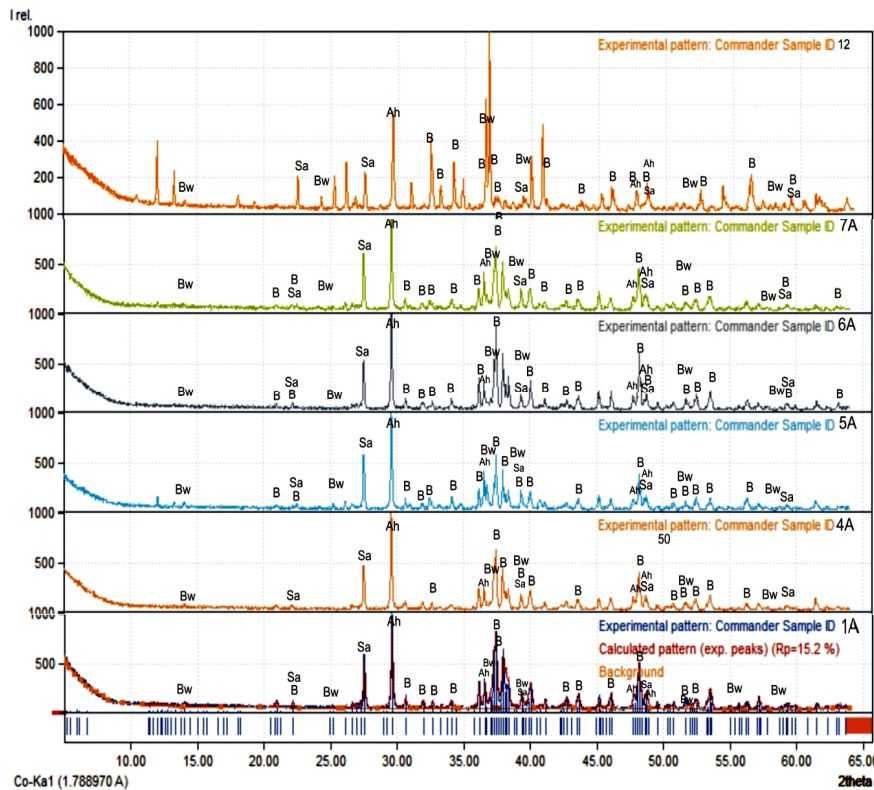 I rel.
Experimental pattern: Commander Sample ID 12
1000
800
600
400
200
1000
Bw Sa Bw Sa Ah B B B B Bw B Bw Sa B B B B B Ah Sa Bw B B Bw B Sa
Experimental pattern: Commander Sample ID 7A
500
1000
Bw B B Sa Bw Sa Ah B B B B B Ah Bw B B Bw Sa B B B Ah B Ah Sa Bw B B Bw B Sa B
Experimental pattern: Commander Sample ID 6A
500
1000
Bw B Sa B Bw Sa Ah B B B B B Ah Bw B B Bw Sa B B B B Ah B Ah Sa B Bw B B B Bw Sa B B
Experimental pattern: Commander Sample ID 5A
500
1000
Bw B Sa B Bw Sa Ah B B B B B Ah Bw B B Bw Sa B B B Ah B Ah Sa Bw B B B B Bw Sa
Experimental pattern: Commander Sample ID 4A
50
500
1000
Bw Sa Sa Ah B B Ah Bw B B Bw B Sa B B Ah B Ah Sa B Bw B B B B Bw Sa
Experimental pattern: Commander Sample ID 1A
Calculated pattern (exp. peaks) (Rp=15.2 %)
Background
500
Bw Sa B Bw Sa Ah B B B B B Ah Bw B B Bw Sa B B B Ah B Sa Ah Bw B B B Bw Bw
10.00 15.00 20.00 25.00 30.00 35.00 40.00 45.00 50.00 55.00 60.00 65.00
Co-Ka1 (1.788970 A)
2theta